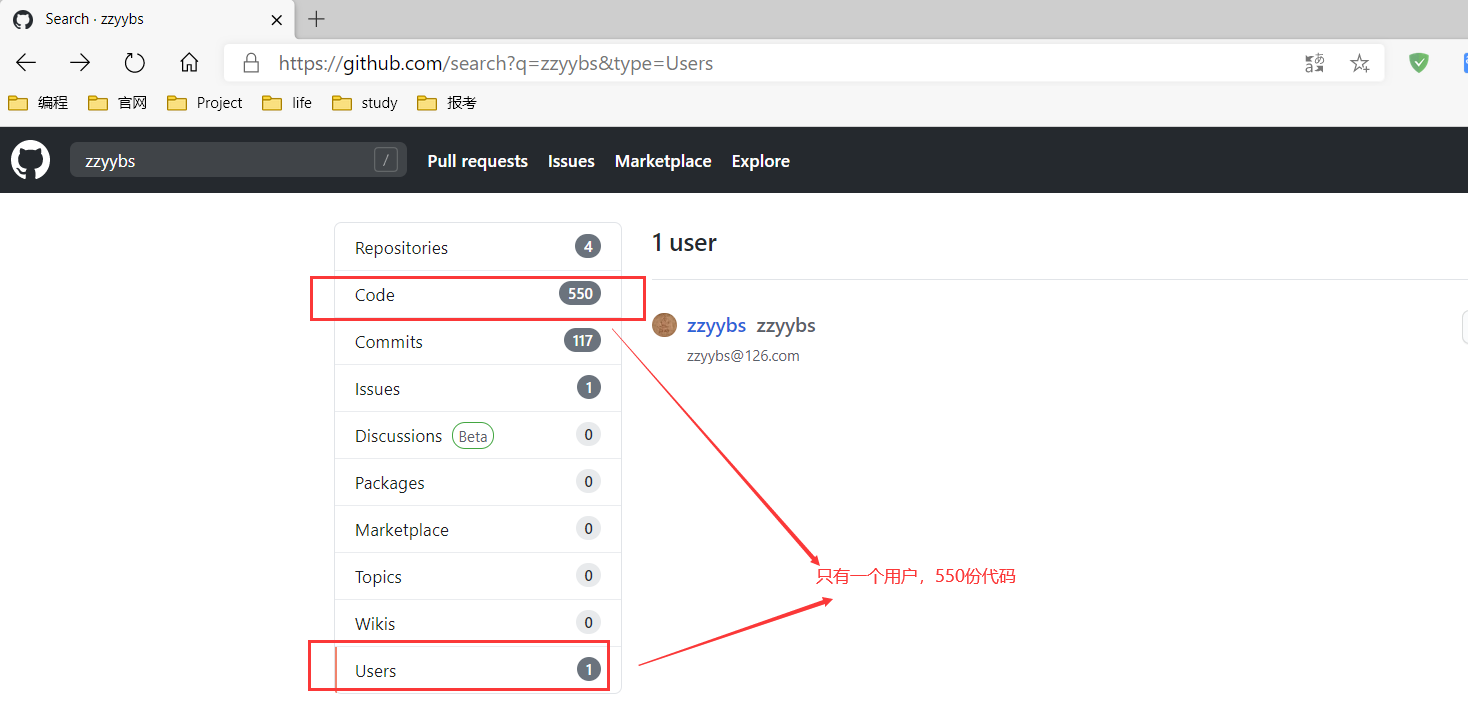 Search · zzyybs
https://github.com/search?q=zzyybs&type=Users
编程 官网 Project life study 报考
zzyybs / Pull requests Issues Marketplace Explore
Repositories 4
1 user
Code 550
zzyybs zzyybs
Commits 117
zzyybs@126.com
Issues 1
Discussions Beta 0
Packages 0
Marketplace 0
Topics 0
只有一个用户，550份代码
Wikis 0
Users 1